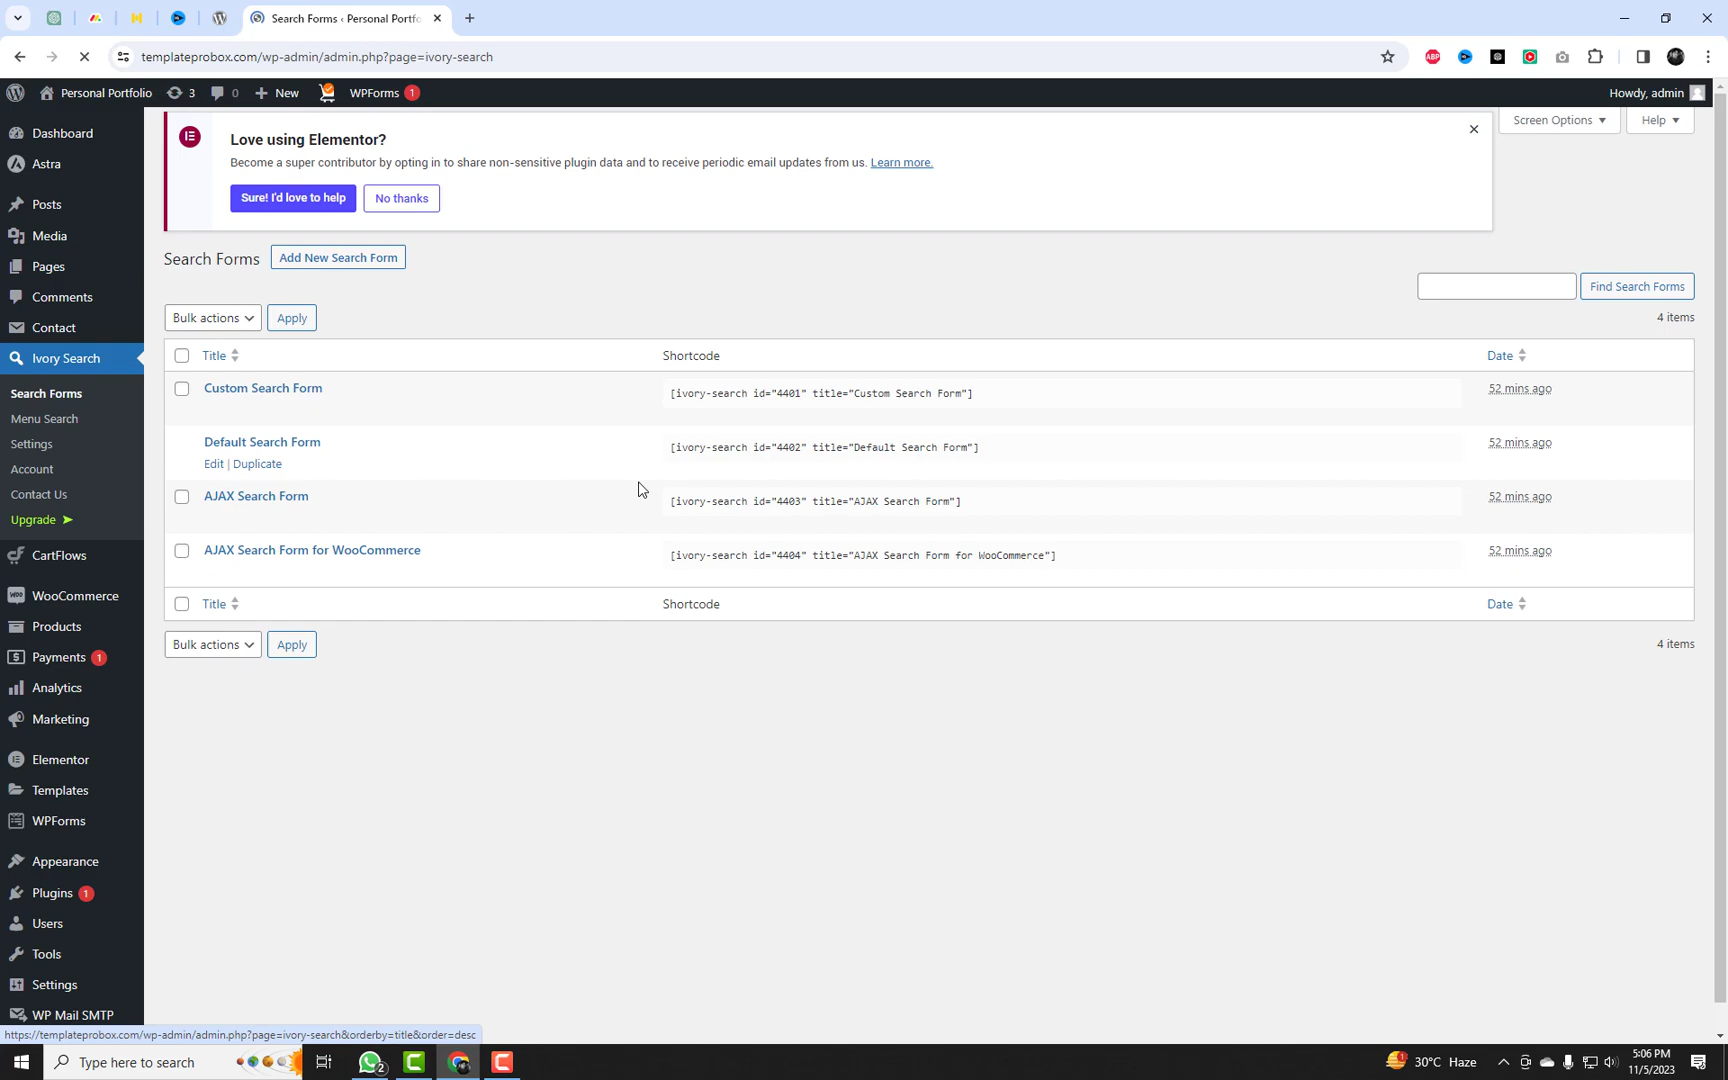 Search Forms ‹ Personal Portfo
templateprobox.com/wp-admin/admin.php?page=ivory-search
ABP
Personal Portfolio
3
0
New
WPForms 1
Howdy, admin
Dashboard
Astra
Posts
Media
Pages
Comments
Contact
Ivory Search
Search Forms
Menu Search
Settings
Account
Contact Us
Upgrade ➤
CartFlows
WooCommerce
Products
Payments 1
Analytics
Marketing
Elementor
Templates
WPForms
Appearance
Plugins 1
Users
Tools
Settings
WP Mail SMTP
Love using Elementor?
Become a super contributor by opting in to share non-sensitive plugin data and to receive periodic email updates from us. Learn more.
Sure! I'd love to help
No thanks
Screen Options
Help
Search Forms
Add New Search Form
Find Search Forms
Bulk actions
Apply
4 items
Title
Shortcode
Date
Custom Search Form
[ivory-search id="4401" title="Custom Search Form"]
52 mins ago
Default Search Form
[ivory-search id="4402" title="Default Search Form"]
52 mins ago
Edit | Duplicate
AJAX Search Form
[ivory-search id="4403" title="AJAX Search Form"]
52 mins ago
AJAX Search Form for WooCommerce
[ivory-search id="4404" title="AJAX Search Form for WooCommerce"]
52 mins ago
Title
Shortcode
Date
Bulk actions
Apply
4 items
https://templateprobox.com/wp-admin/admin.php?page=ivory-search&orderby=title&order=desc
Type here to search
2
1
30°C Haze
5:06 PM
11/5/2023